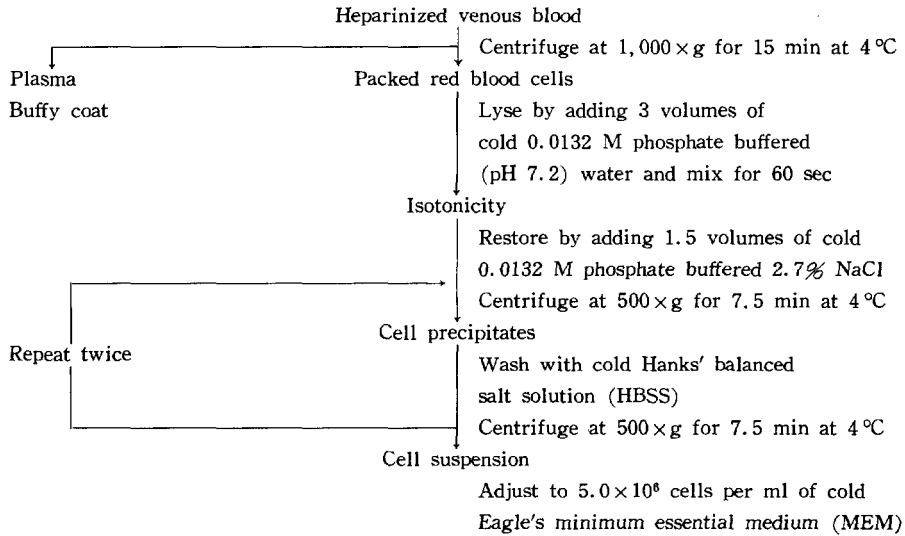 Heparinized venous blood
Centrifuge at 1,000×g for 15 min at 4°C
Plasma
Packed red blood cells
Buffy coat
Lyse by adding 3 volumes of
cold 0.0132 M phosphate buffered
(pH 7.2) water and mix for 60 sec
Isotonicity
Restore by adding 1.5 volumes of cold
0.0132 M phosphate buffered 2.7% NaCl
Centrifuge at 500×g for 7.5 min at 4°C
Cell precipitates
Repeat twice
Wash with cold Hanks' balanced
salt solution (HBSS)
Centrifuge at 500×g for 7.5 min at 4°C
Cell suspension
Adjust to 5.0×10⁶ cells per ml of cold
Eagle's minimum essential medium (MEM)